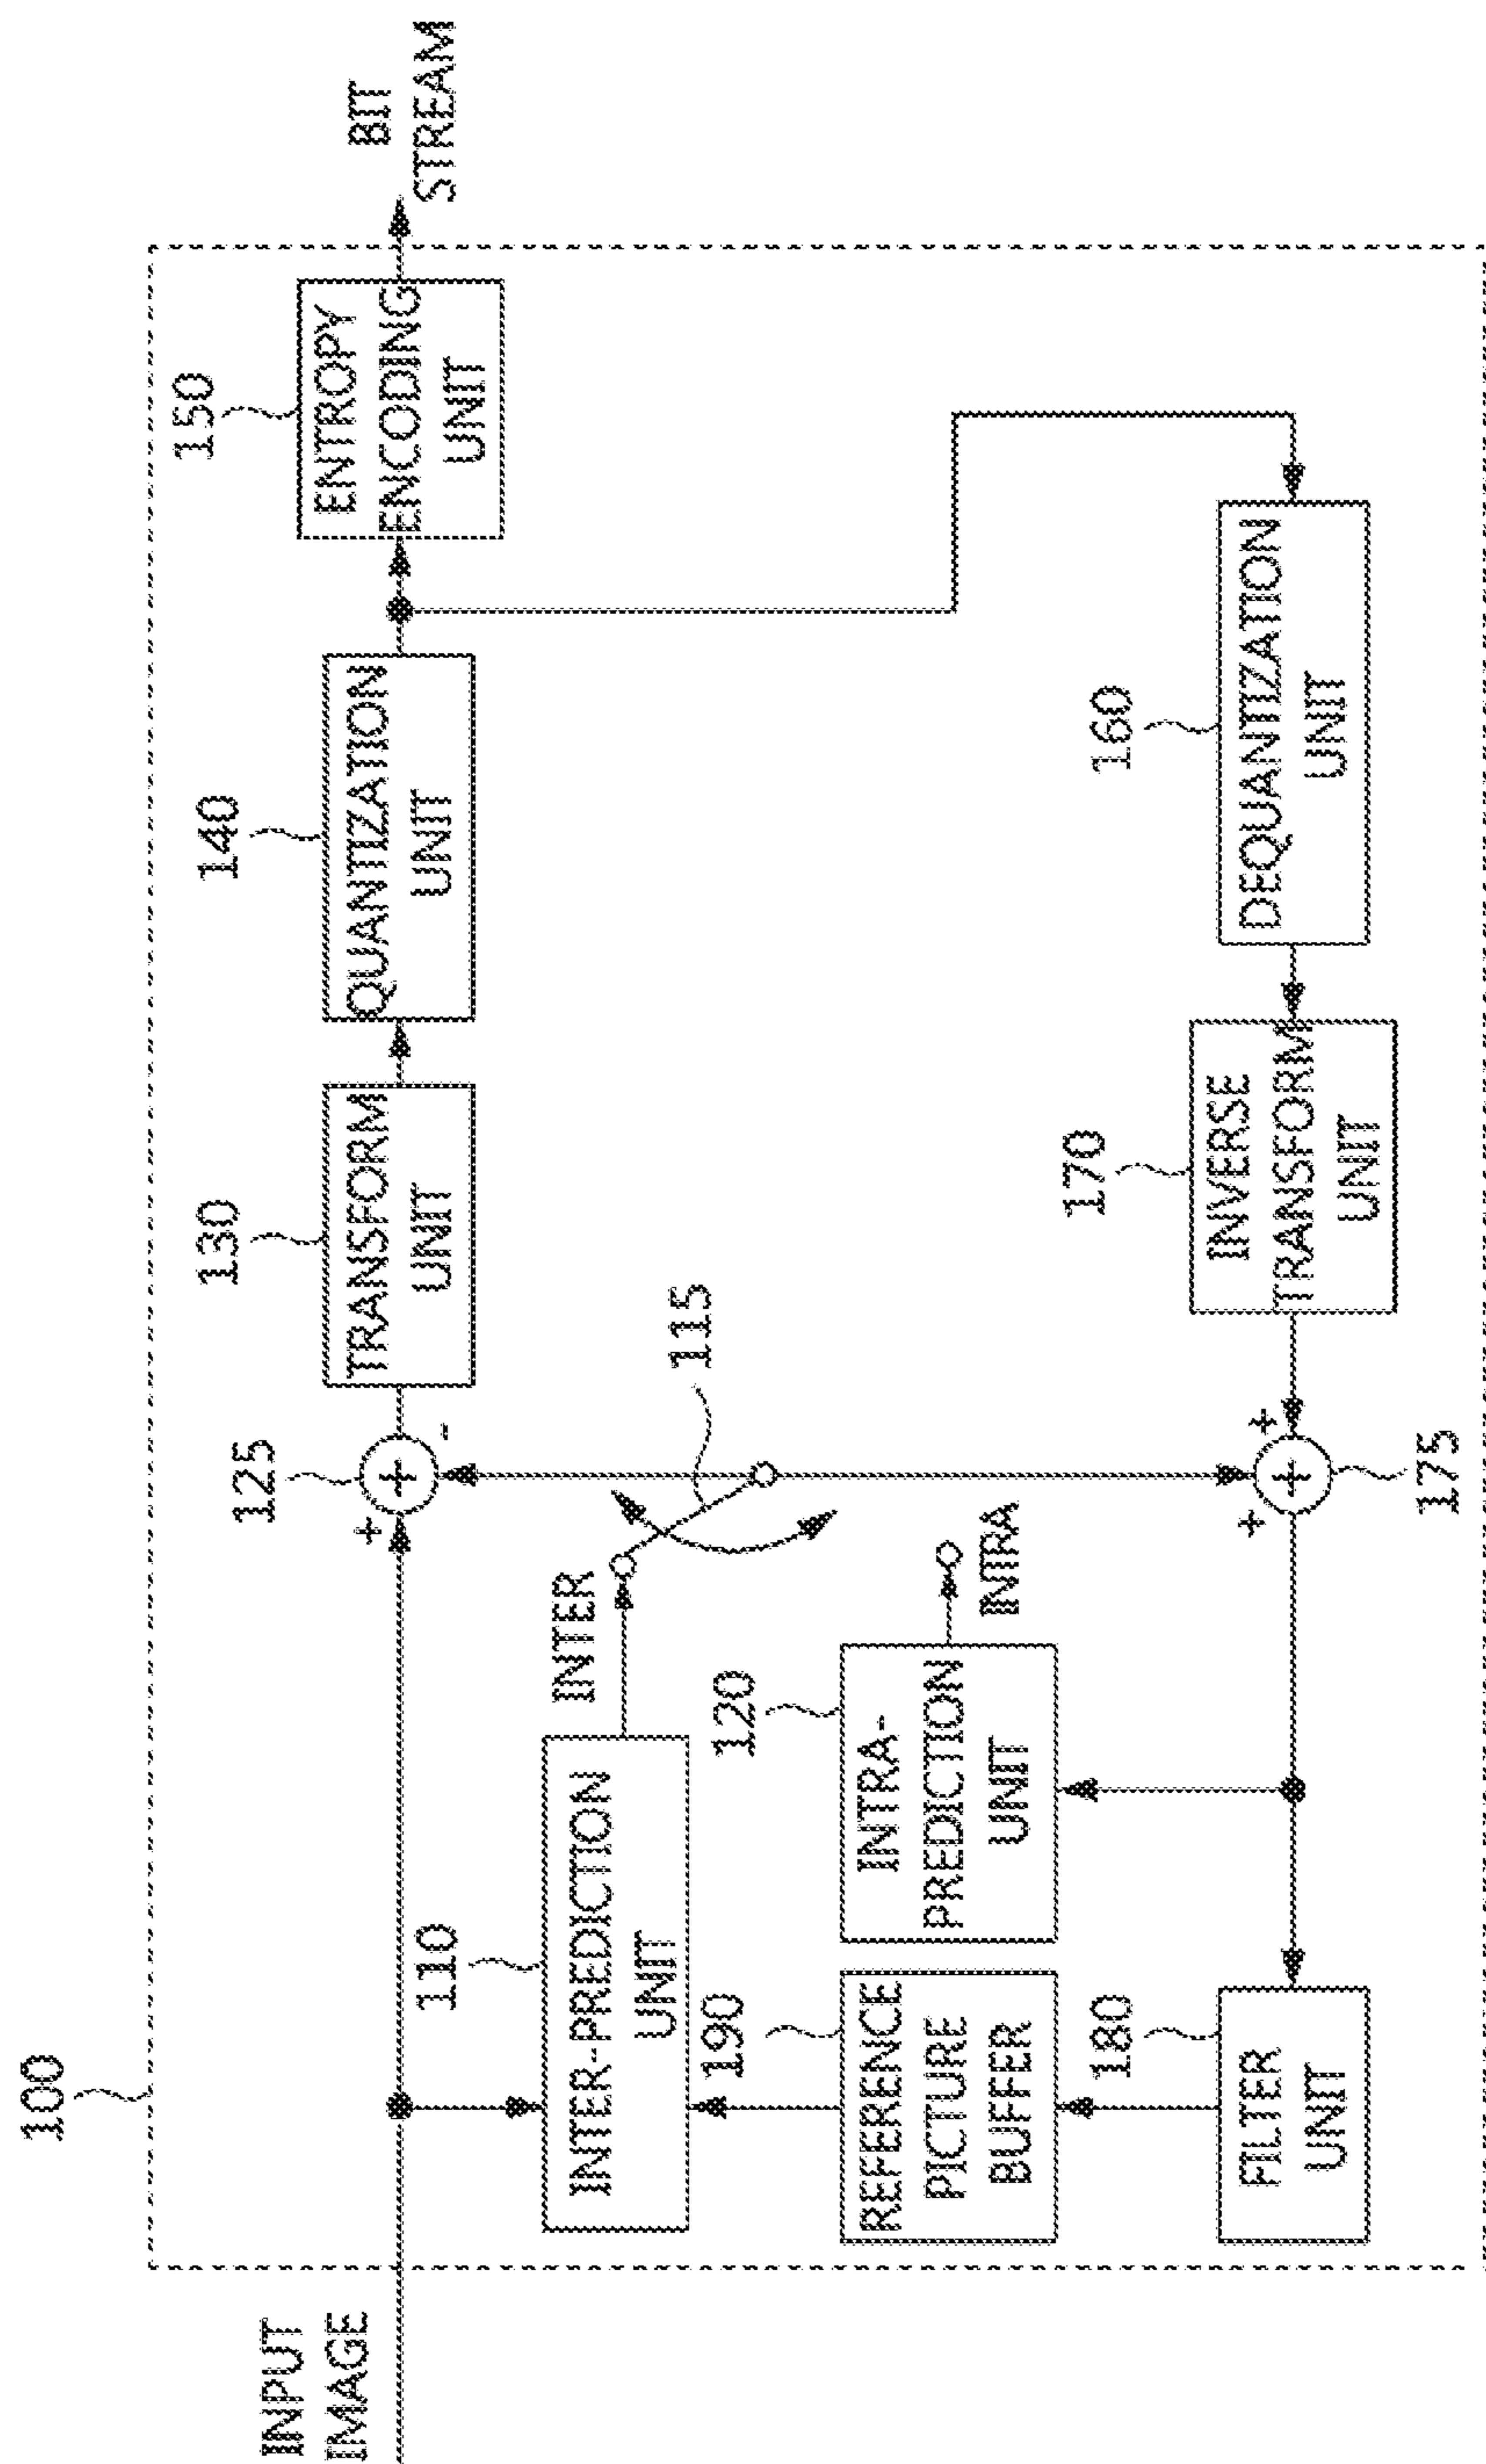 100
INPUT
IMAGE
125
+
+
-
130
TRANSFORM
UNIT
140
QUANTIZATION
UNIT
150
ENTROPY
ENCODING
UNIT
BIT
STREAM
110
INTER-PREDICTION
UNIT
INTER
115
190
REFERENCE
PICTURE
BUFFER
120
INTRA-
PREDICTION
UNIT
INTRA
180
FILTER
UNIT
+
+
+
175
170
INVERSE
TRANSFORM
UNIT
160
DEQUANTIZATION
UNIT